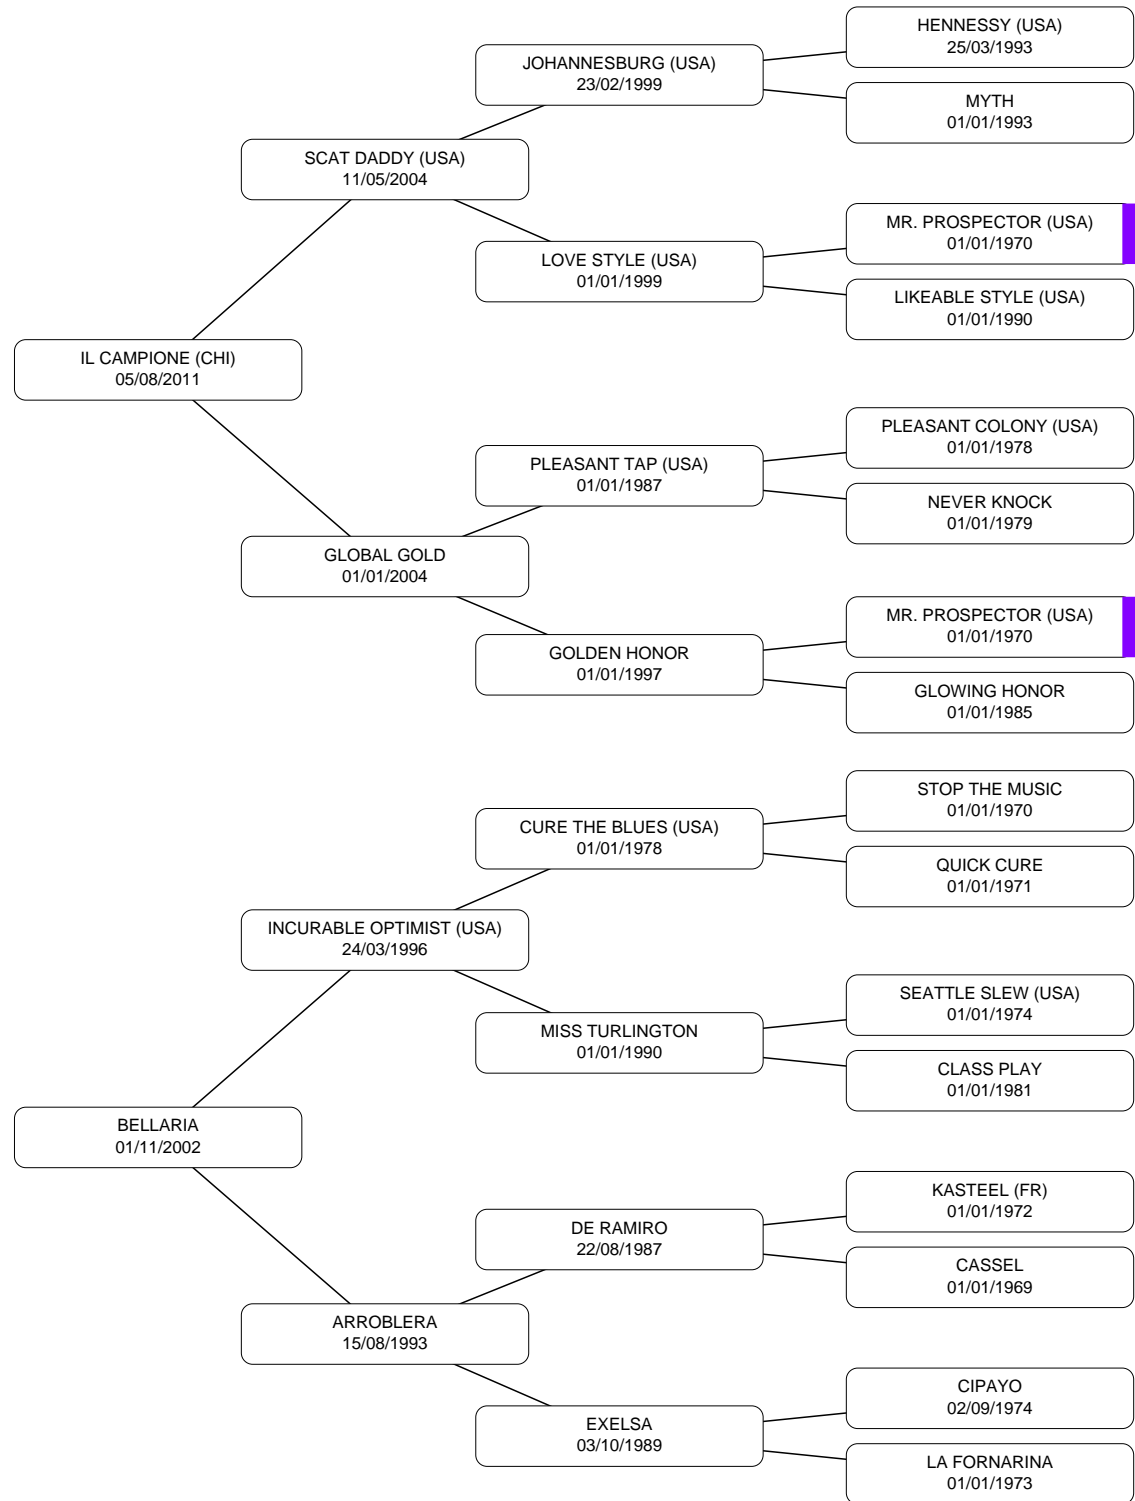 HENNESSY (USA)
25/03/1993
JOHANNESBURG (USA)
23/02/1999
MYTH
01/01/1993
SCAT DADDY (USA)
11/05/2004
MR. PROSPECTOR (USA)
01/01/1970
LOVE STYLE (USA)
01/01/1999
LIKEABLE STYLE (USA)
01/01/1990
IL CAMPIONE (CHI)
05/08/2011
PLEASANT COLONY (USA)
01/01/1978
PLEASANT TAP (USA)
01/01/1987
NEVER KNOCK
01/01/1979
GLOBAL GOLD
01/01/2004
MR. PROSPECTOR (USA)
01/01/1970
GOLDEN HONOR
01/01/1997
GLOWING HONOR
01/01/1985
STOP THE MUSIC
01/01/1970
CURE THE BLUES (USA)
01/01/1978
QUICK CURE
01/01/1971
INCURABLE OPTIMIST (USA)
24/03/1996
SEATTLE SLEW (USA)
01/01/1974
MISS TURLINGTON
01/01/1990
CLASS PLAY
01/01/1981
BELLARIA
01/11/2002
KASTEEL (FR)
01/01/1972
DE RAMIRO
22/08/1987
CASSEL
01/01/1969
ARROBLERA
15/08/1993
CIPAYO
02/09/1974
EXELSA
03/10/1989
LA FORNARINA
01/01/1973